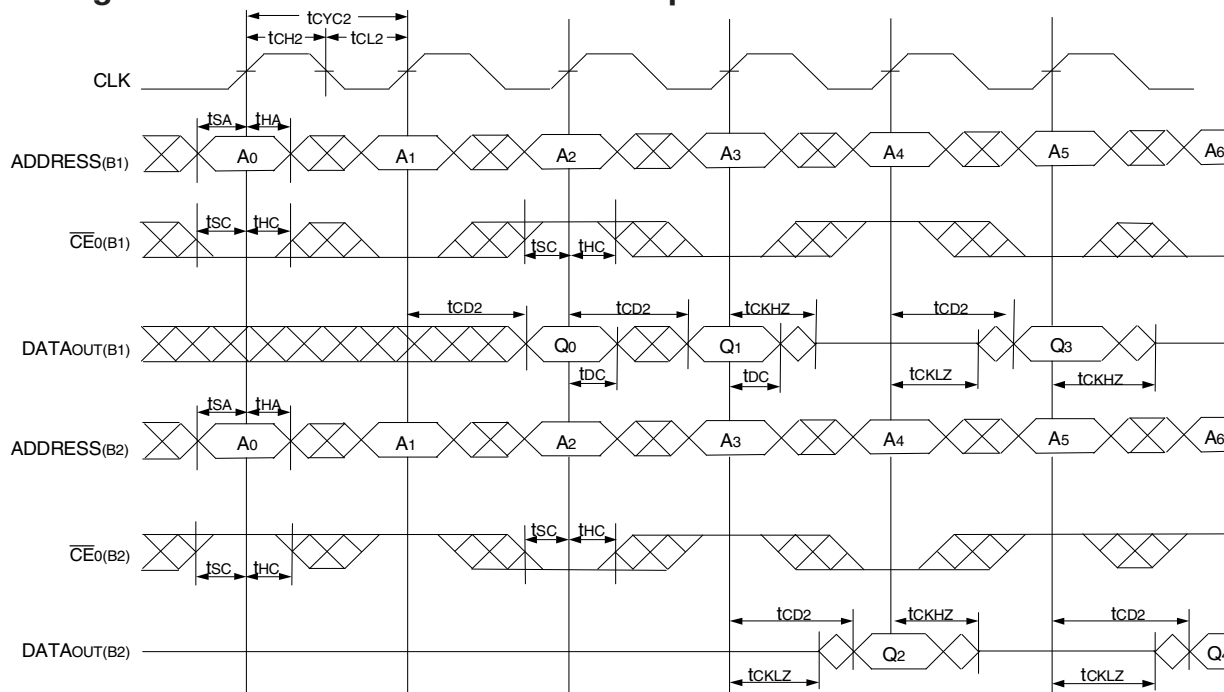 tCYC2
tCH2 tCL2
CLK
tSA tHA
ADDRESS(B1) A0 A1 A2 A3 A4 A5 A6
tSC tHC tSC tHC
CE0(B1)
tCD2 tCD2 tCKHZ tCD2
DATAOUT(B1) Q0 Q1 Q3
tDC tDC tCKLZ tCKHZ
tSA tHA
ADDRESS(B2) A0 A1 A2 A3 A4 A5 A6
tSC tHC
CE0(B2)
tSC tHC
tCD2 tCKHZ tCD2
DATAOUT(B2) Q2 Q4
tCKLZ tCKLZ